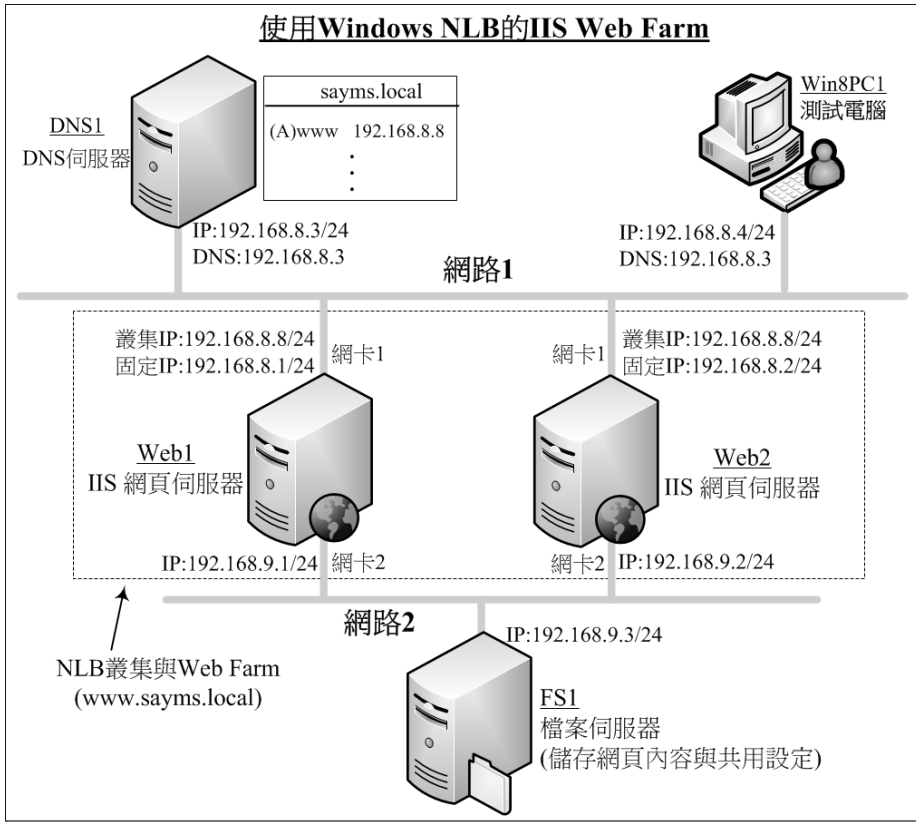 使用Windows NLB的IIS Web Farm
DNS1
DNS伺服器
sayms.local
(A)www 192.168.8.8
Win8PC1
測試電腦
IP:192.168.8.3/24
DNS:192.168.8.3
IP:192.168.8.4/24
DNS:192.168.8.3
網路1
叢集IP:192.168.8.8/24
固定IP:192.168.8.1/24
網卡1
網卡1
叢集IP:192.168.8.8/24
固定IP:192.168.8.2/24
Web1
IIS 網頁伺服器
Web2
IIS 網頁伺服器
IP:192.168.9.1/24
網卡2
網卡2
IP:192.168.9.2/24
網路2
IP:192.168.9.3/24
NLB叢集與Web Farm
(www.sayms.local)
FS1
檔案伺服器
(儲存網頁內容與共用設定)